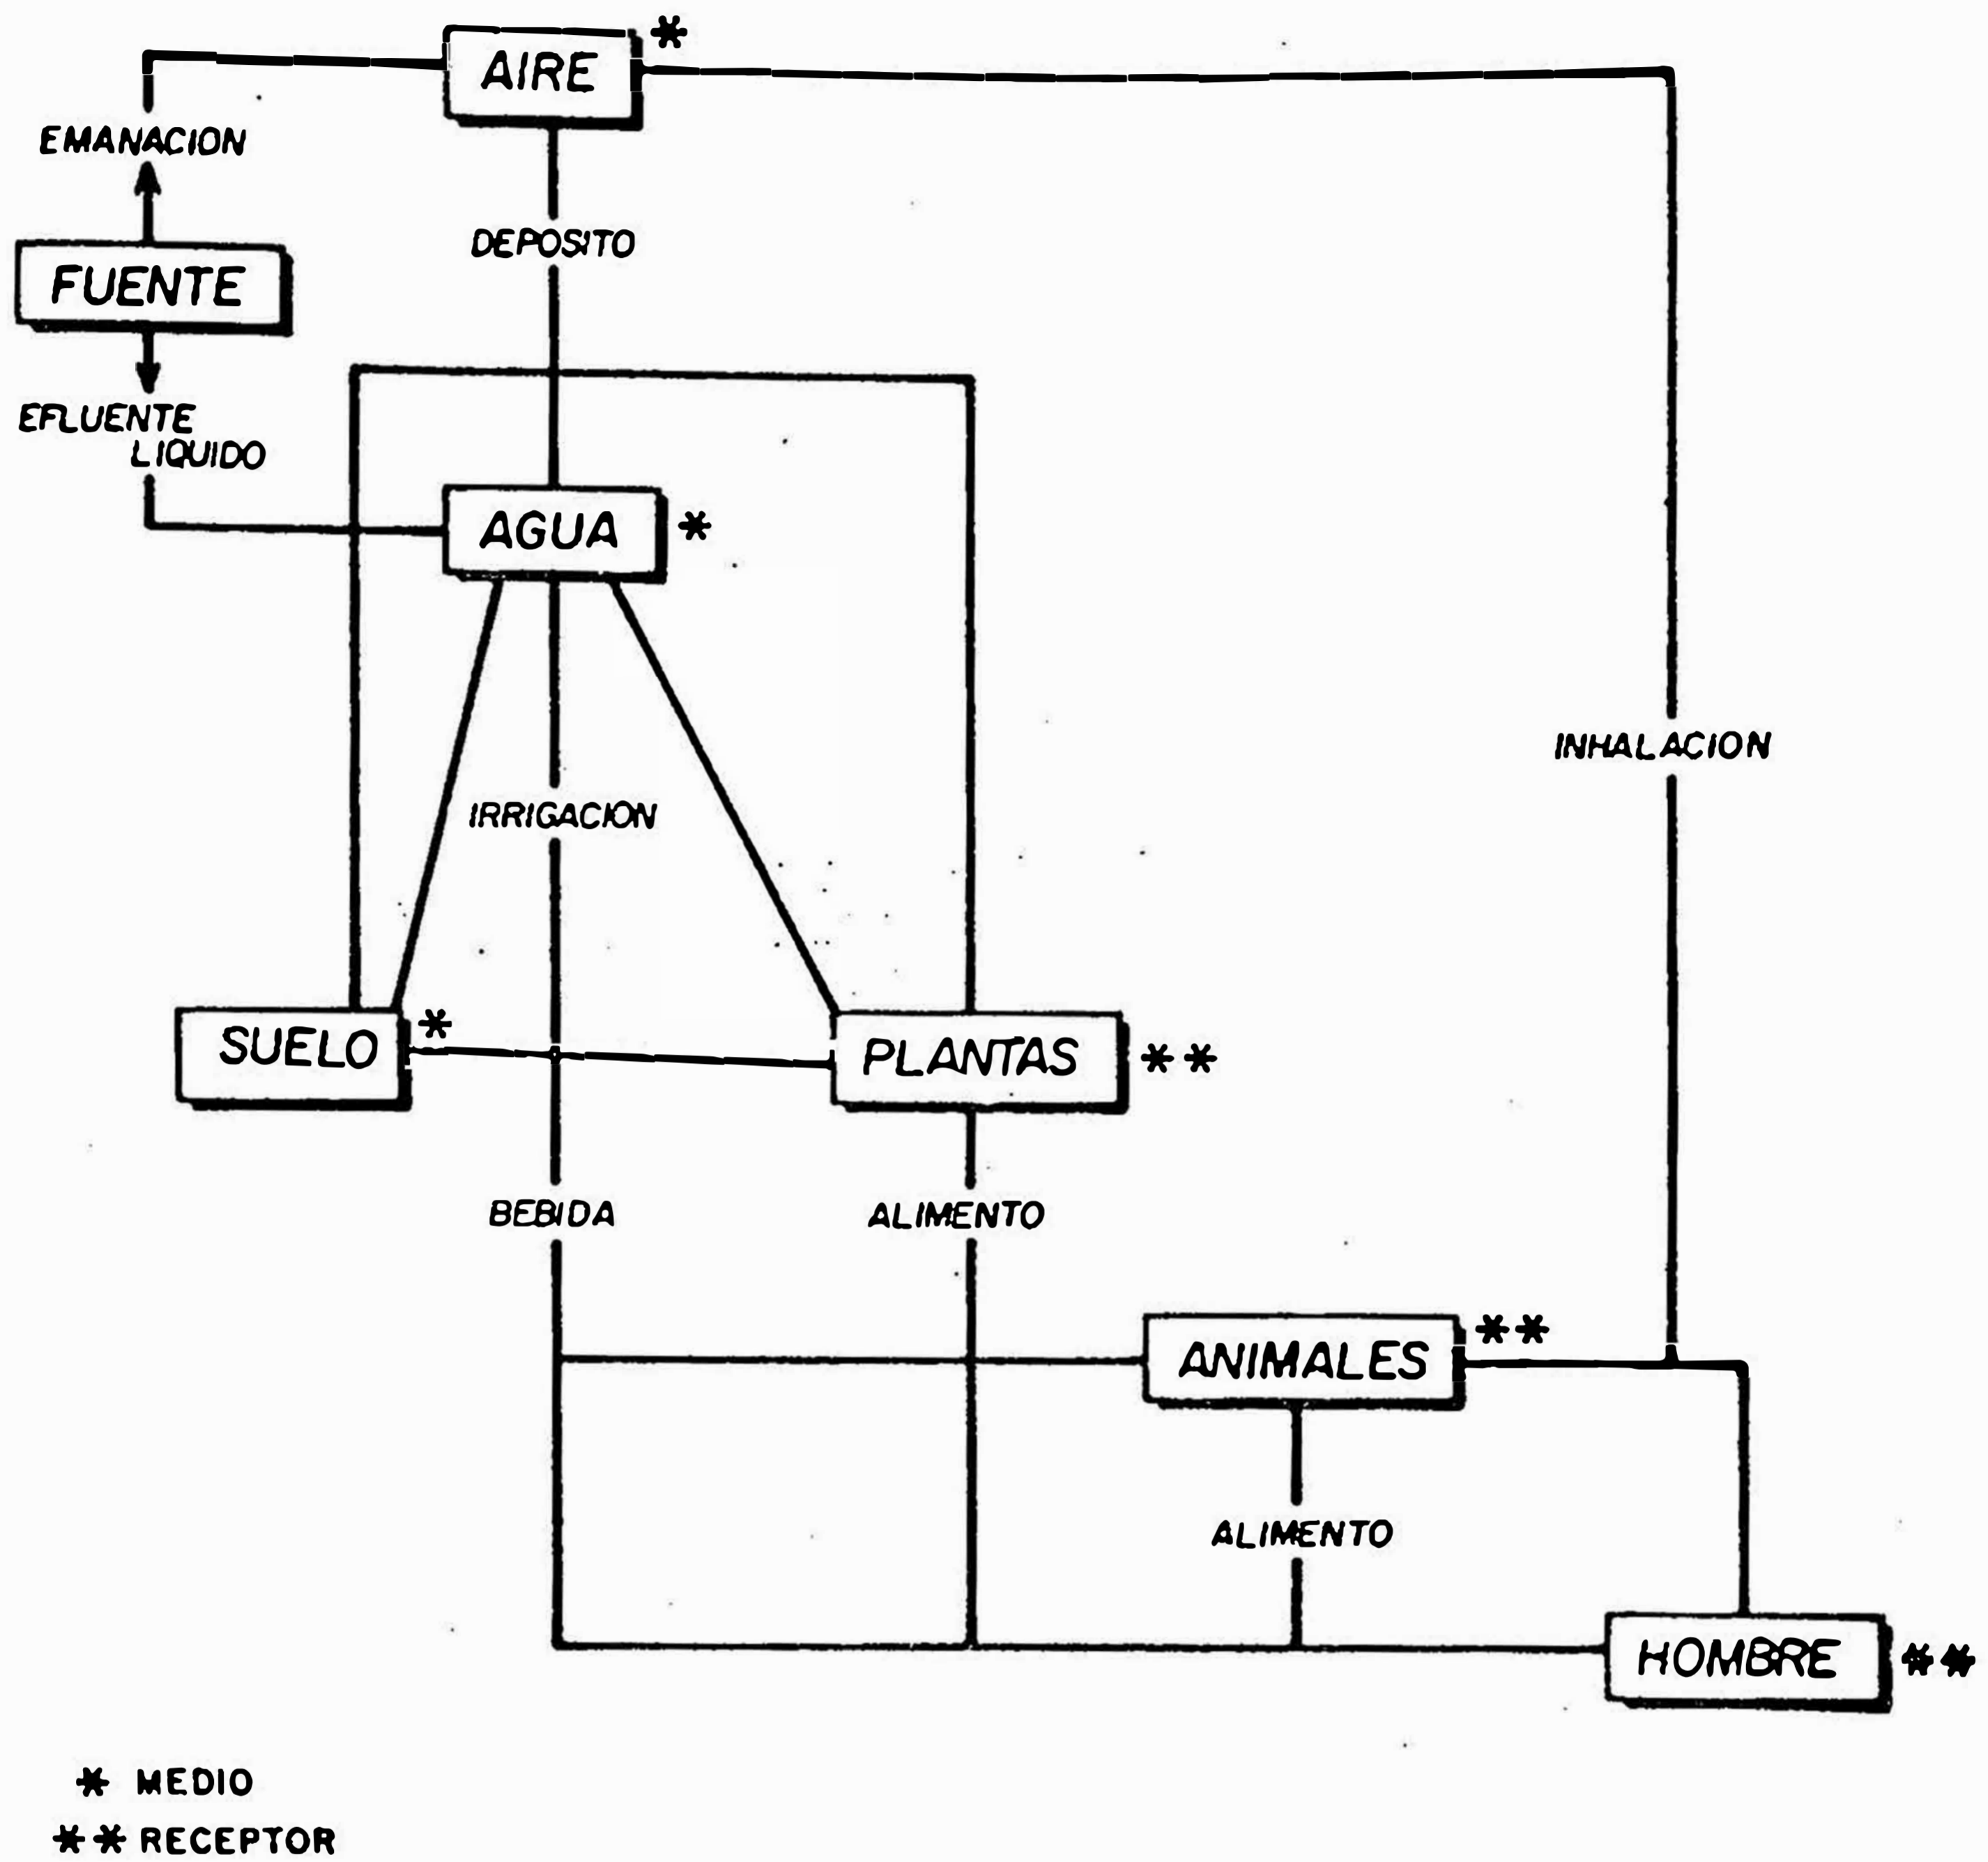 AIRE *
EMANACION
DEPOSITO
FUENTE
EFLUENTE
LIQUIDO
AGUA *
INHALACION
IRRIGACION
SUELO *
PLANTAS **
BEBIDA
ALIMENTO
ANIMALES **
ALIMENTO
HOMBRE **
* MEDIO
** RECEPTOR